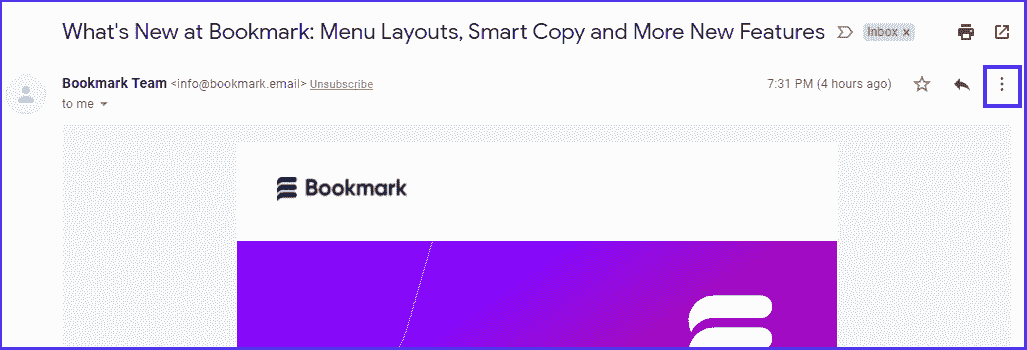 What's New at Bookmark: Menu Layouts, Smart Copy and More New Features Inbox x
Bookmark Team <info@bookmark.email> Unsubscribe 7:31 PM (4 hours ago)
to me
Bookmark